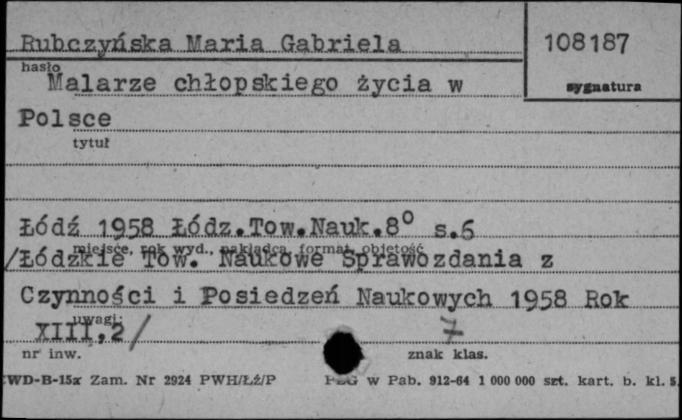 Rubczyńska Maria Gabriela
108187
hasło
sygnatura
Malarze chłopskiego życia w
Polsce
tytuł
Łódź 1958 Łódz.Tow.Nauk.8° s.6
miejsce, rok wyd., nakładca, format, objętość
/Łódzkie Tow. Naukowe Sprawozdania z
Czynności i Posiedzeń Naukowych 1958 Rok
uwagi:
XIII,2/
7
nr inw.
znak klas.
WD-B-15x Zam. Nr 2924 PWH/Łź/P
w Pab. 912-64 1 000 000 szt. kart. b. kl. 5.